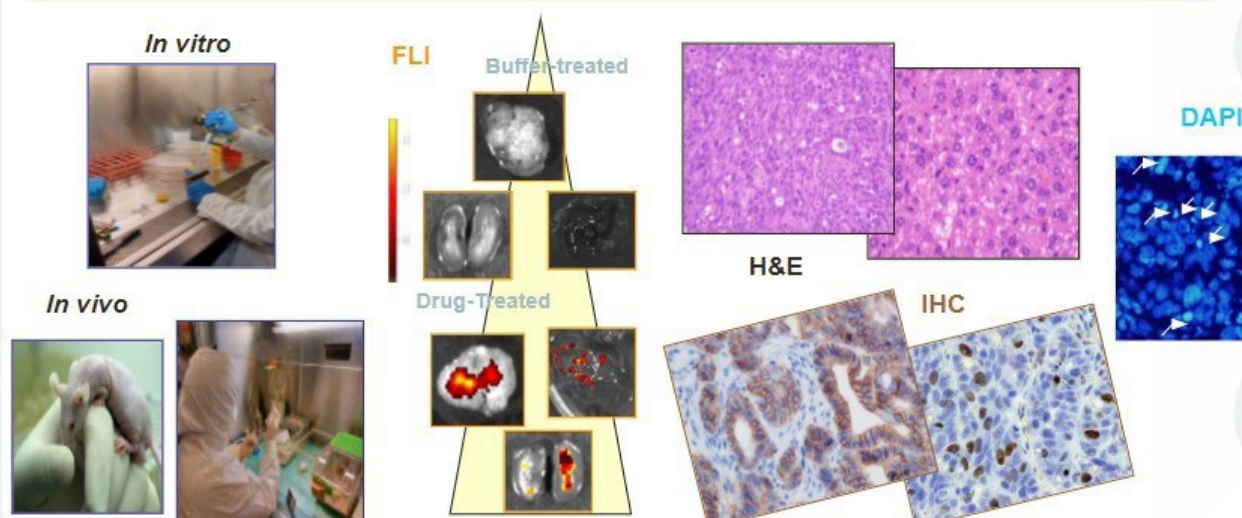 In vitro
FLI
Buffer-treated
DAPI
H&E
In vivo
Drug-Treated
IHC